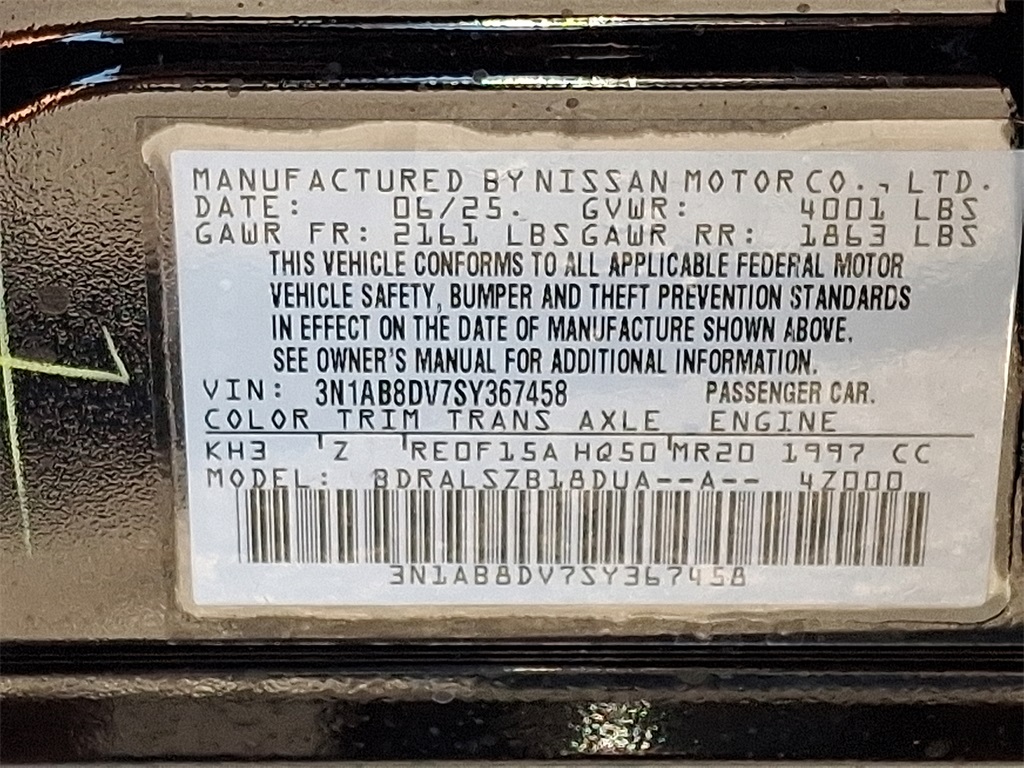 MANUFACTURED BY NISSAN MOTOR CO., LTD.
DATE: 06/25. GVWR: 4001 LBS
GAWR FR: 2161 LBS GAWR RR: 1863 LBS
THIS VEHICLE CONFORMS TO ALL APPLICABLE FEDERAL MOTOR
VEHICLE SAFETY, BUMPER AND THEFT PREVENTION STANDARDS
IN EFFECT ON THE DATE OF MANUFACTURE SHOWN ABOVE.
SEE OWNER'S MANUAL FOR ADDITIONAL INFORMATION.
VIN: 3N1AB8DV7SY367458 PASSENGER CAR.
COLOR TRIM TRANS AXLE ENGINE
KH3 Z RE0F15A HQ50 MR20 1997 CC
MODEL: BDRALSZB18DUA--A-- 4Z000
3N1AB8DV7SY367458